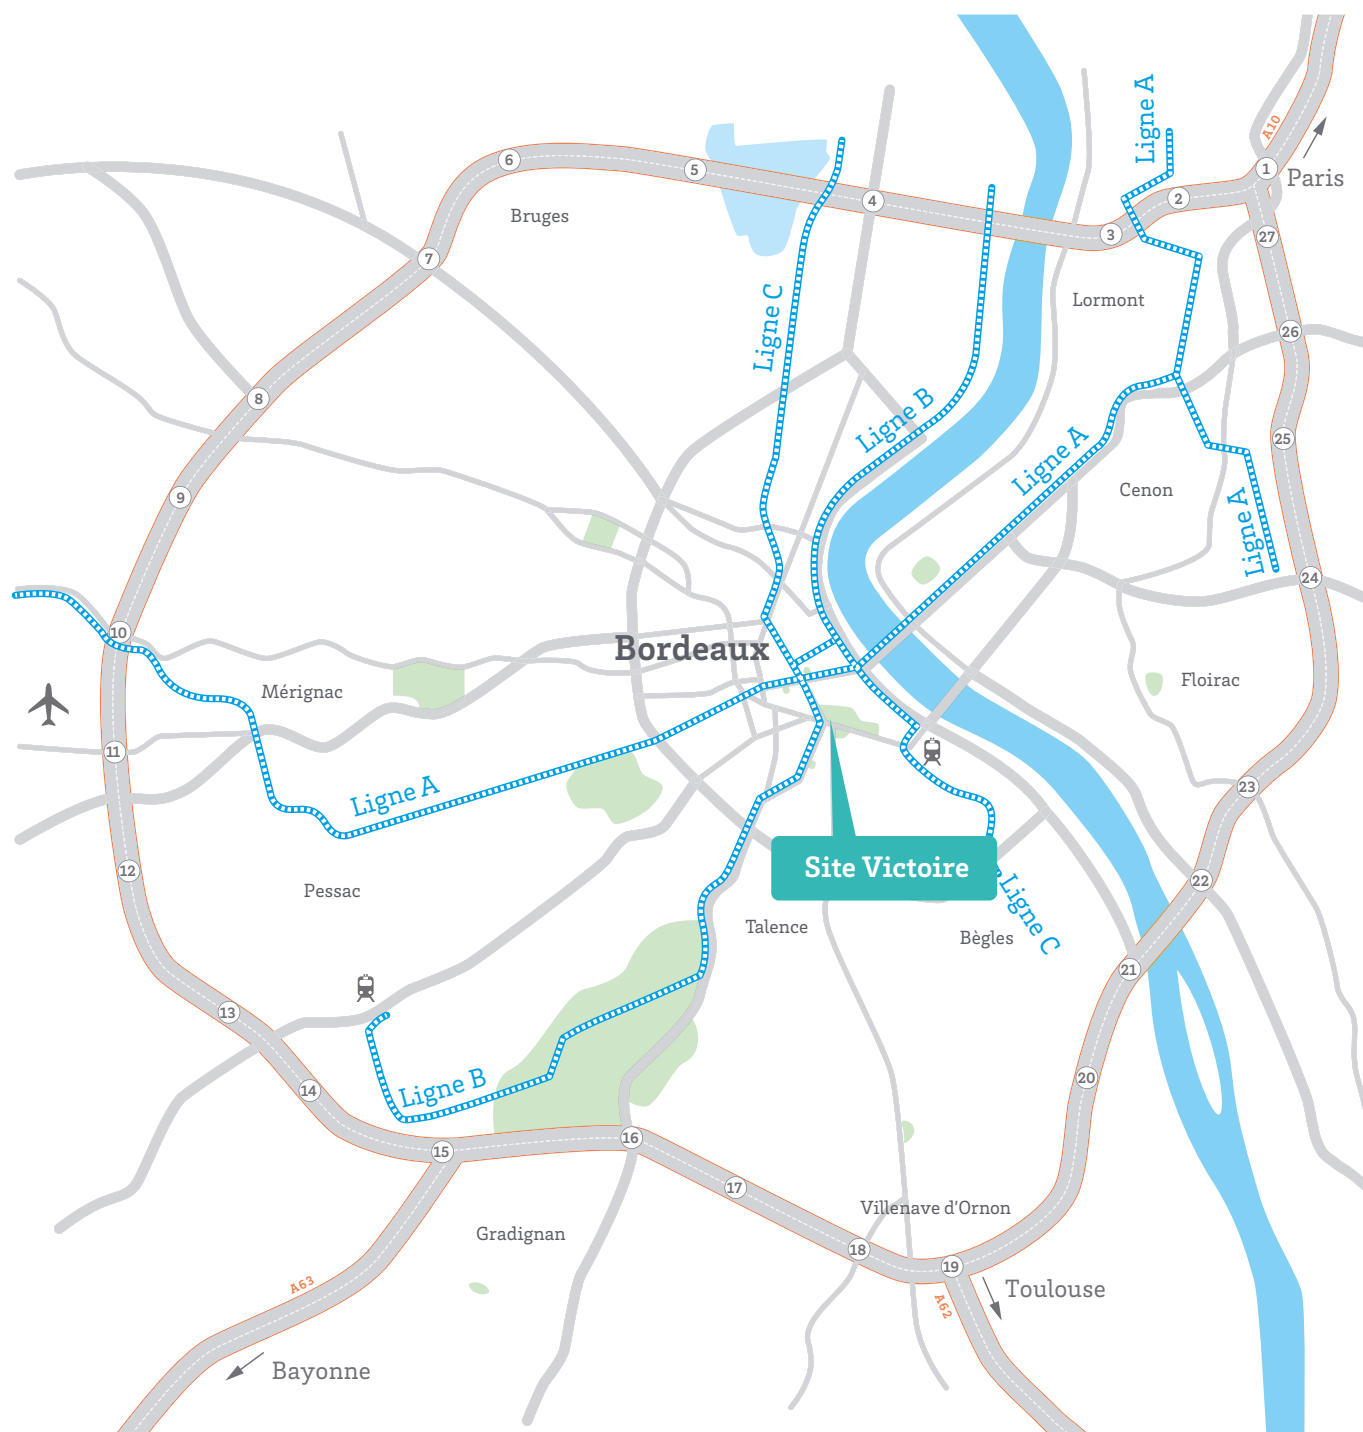 Ligne A
A10
1
Paris
2
6
5
4
3
27
Bruges
7
Lormont
Ligne C
26
8
Ligne B
25
Ligne A
9
Cenon
Ligne A
24
10
Bordeaux
Mérignac
Floirac
11
23
Ligne A
Site Victoire
12
22
Pessac
Ligne C
Talence
Bègles
21
13
20
14
Ligne B
16
15
17
Villenave d'Ornon
Gradignan
18
19
A63
A62
Toulouse
Bayonne